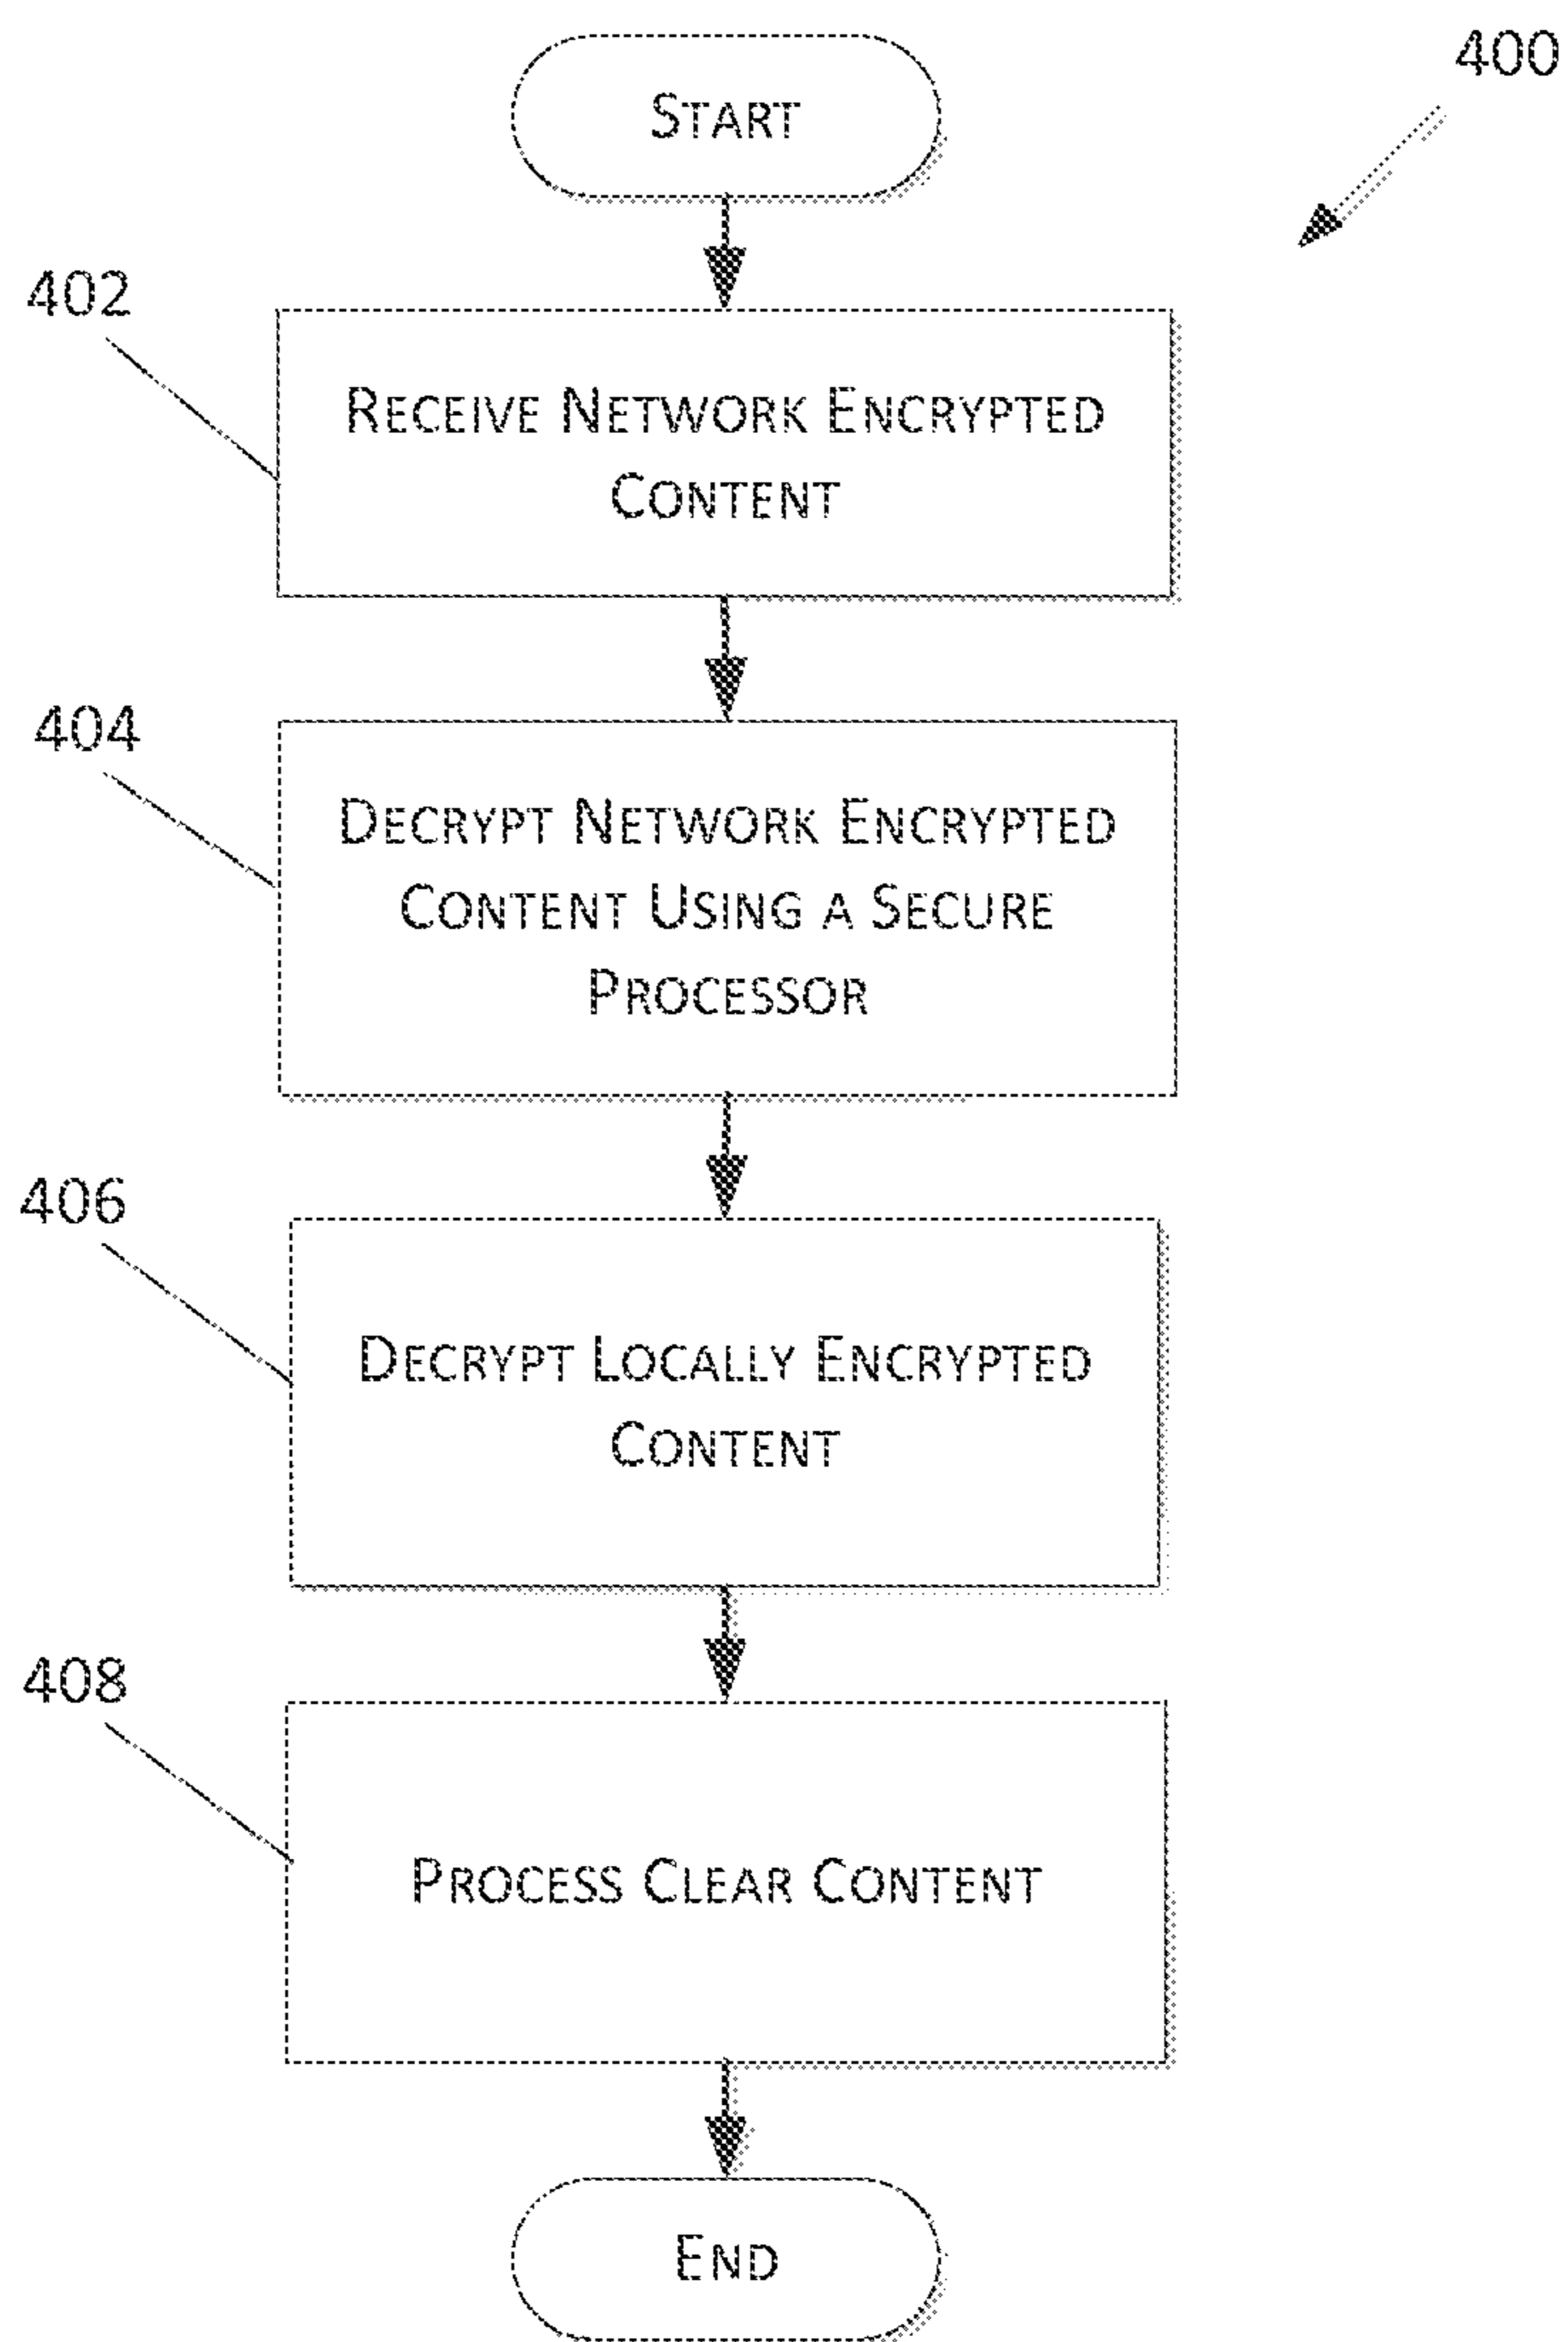 START
400
402
RECEIVE NETWORK ENCRYPTED
CONTENT
404
DECRYPT NETWORK ENCRYPTED
CONTENT USING A SECURE
PROCESSOR
406
DECRYPT LOCALLY ENCRYPTED
CONTENT
408
PROCESS CLEAR CONTENT
END